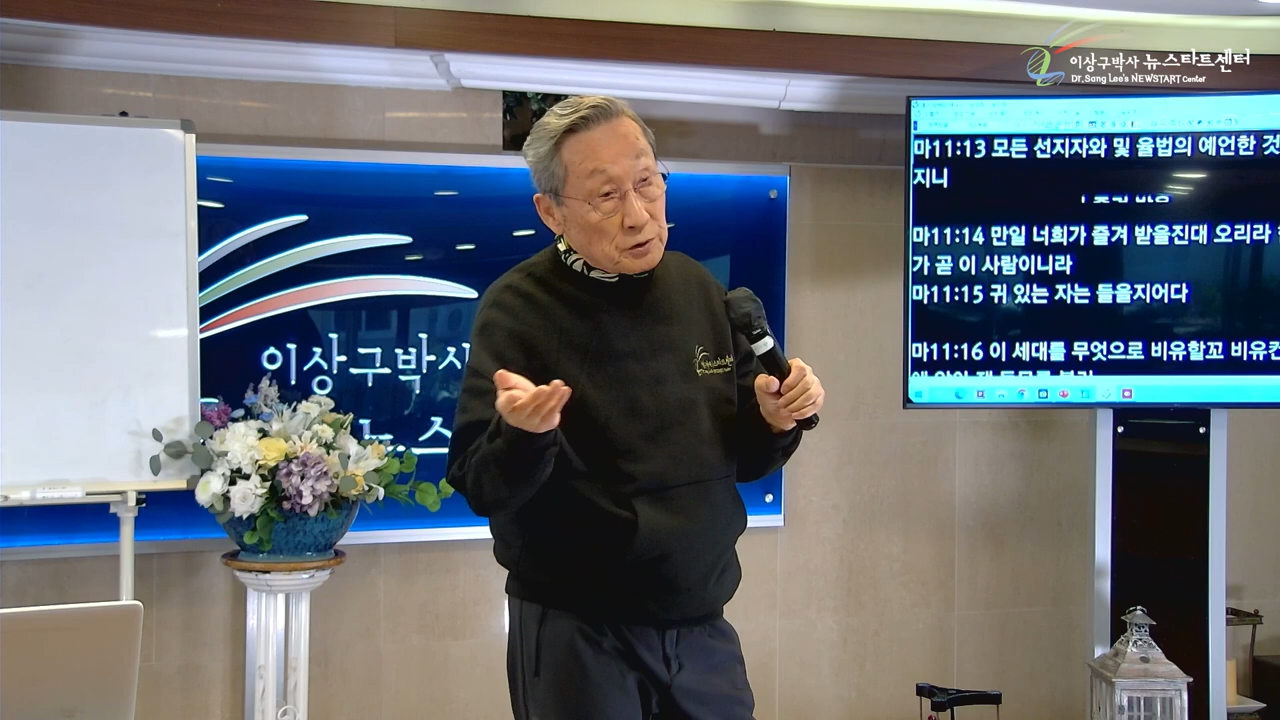 이상구박사 뉴스타트센터
Dr. Sang Lee's NEWSTART Center
마11:13 모든 선지자와 및 율법의 예언한 것
지니
마11:14 만일 너희가 즐겨 받을진대 오리라
가 곧 이 사람이니라
마11:15 귀 있는 자는 들을지어다
마11:16 이 세대를 무엇으로 비유할꼬 비유컨
이상구박사
뉴스